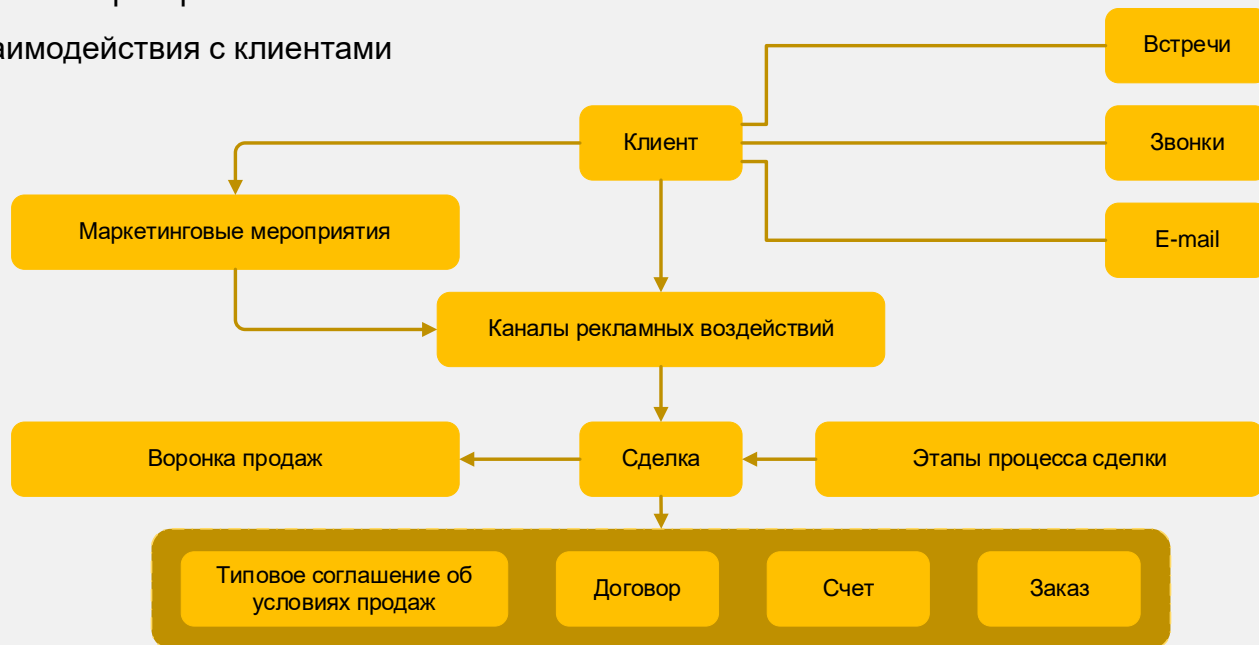 аимодействия с клиентами
Встречи
Клиент
Звонки
Маркетинговые мероприятия
E-mail
Каналы рекламных воздействий
Воронка продаж
Сделка
Этапы процесса сделки
Типовое соглашение об
условиях продаж
Договор
Счет
Заказ